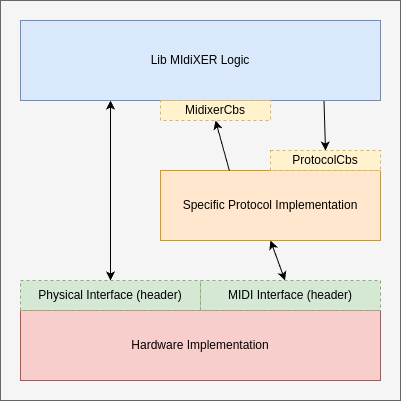 Lib MIdiXER Logic
MidixerCbs
ProtocolCbs
Specific Protocol Implementation
Physical Interface (header)
MIDI Interface (header)
Hardware Implementation